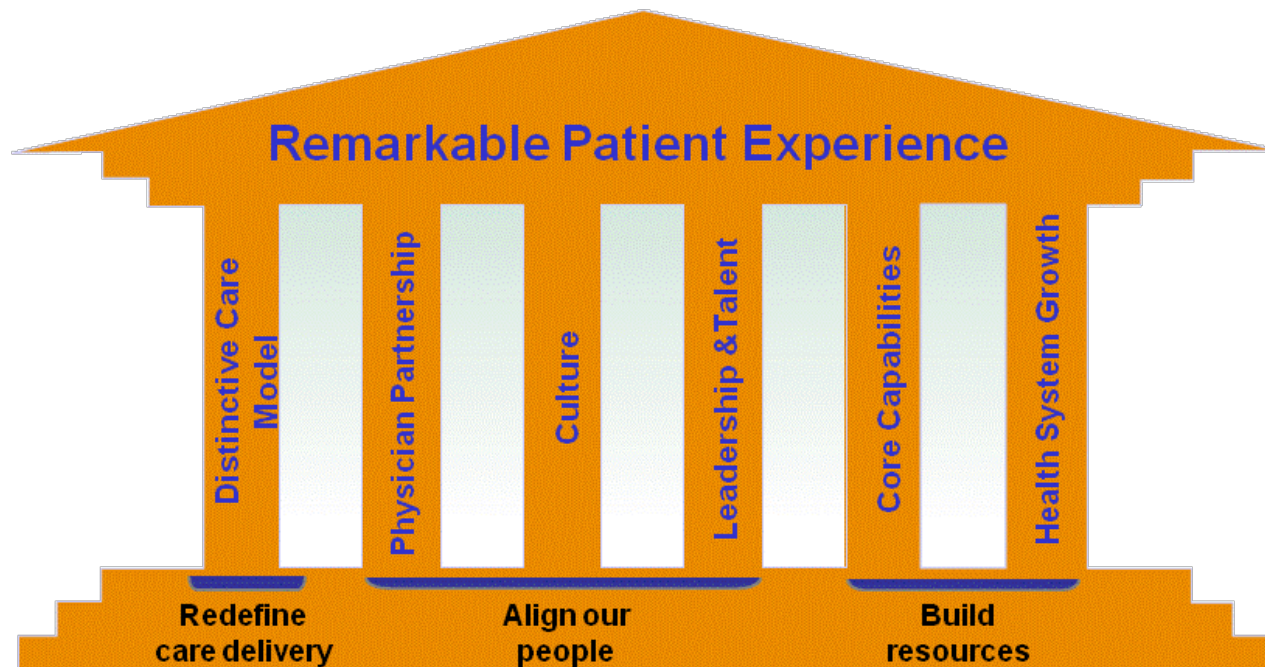 Remarkable Patient Experience
Distinctive Care
Model
Physician Partnership
Culture
Leadership &Talent
Core Capabilities
Health System Growth
Redefine
care delivery
Align our
people
Build
resources